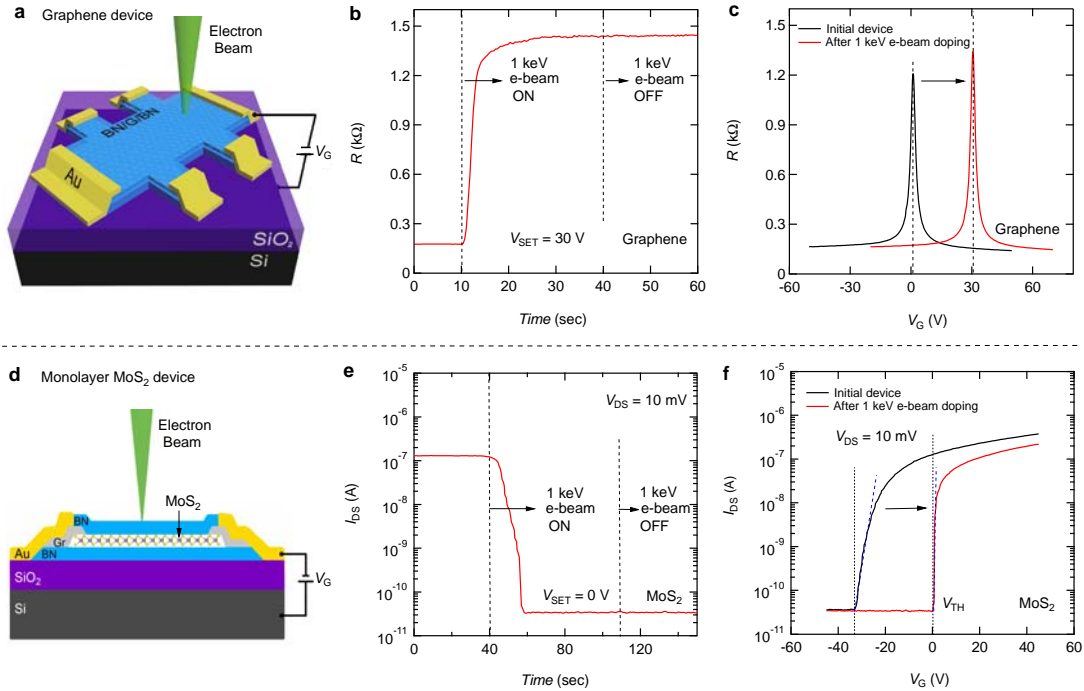 a Graphene device
Electron
Beam
BN/G/BN
Au
V_G
SiO₂
Si
b
1.8
1.5
1.2
0.9
0.6
0.3
0
R (kΩ)
1 keV
e-beam
ON
1 keV
e-beam
OFF
V_SET = 30 V
Graphene
0 10 20 30 40 50 60
Time (sec)
c
Initial device
After 1 keV e-beam doping
1.5
1.2
0.9
0.6
0.3
0
R (kΩ)
Graphene
-60 -30 0 30 60
V_G (V)
d Monolayer MoS₂ device
Electron
Beam
MoS₂
BN
Gr
Au
BN
SiO₂
Si
V_G
e
10⁻⁵
10⁻⁶
10⁻⁷
10⁻⁸
10⁻⁹
10⁻¹⁰
10⁻¹¹
I_DS (A)
V_DS = 10 mV
1 keV
e-beam
ON
1 keV
e-beam
OFF
V_SET = 0 V
MoS₂
0 40 80 120
Time (sec)
f
10⁻⁵
10⁻⁶
10⁻⁷
10⁻⁸
10⁻⁹
10⁻¹⁰
10⁻¹¹
I_DS (A)
Initial device
After 1 keV e-beam doping
V_DS = 10 mV
V_TH
MoS₂
-60 -40 -20 0 20 40 60
V_G (V)